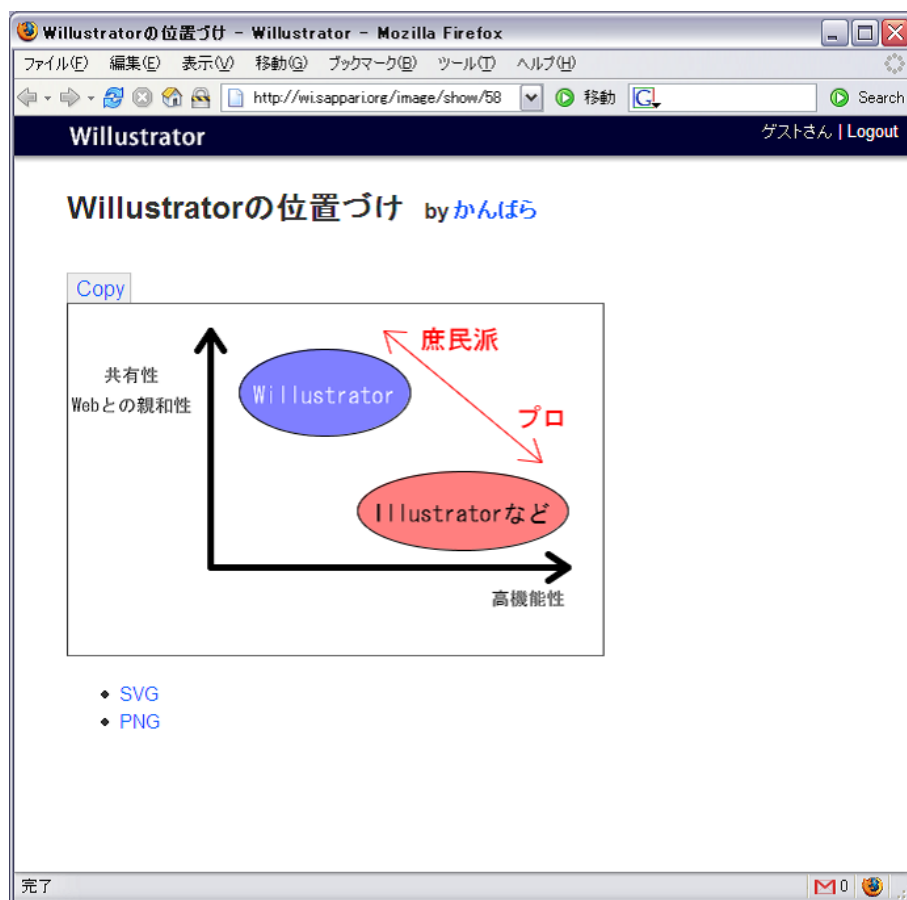 Willustratorの位置づけ - Willustrator - Mozilla Firefox
ファイル(F) 編集(E) 表示(V) 移動(G) ブックマーク(B) ツール(T) ヘルプ(H)
http://wi.sappari.org/image/show/58 移動 G Search
Willustrator ゲストさん | Logout
Willustratorの位置づけ by かんばら
Copy
庶民派
共有性
Webとの親和性
Willustrator
プロ
Illustratorなど
高機能性
SVG
PNG
完了 0